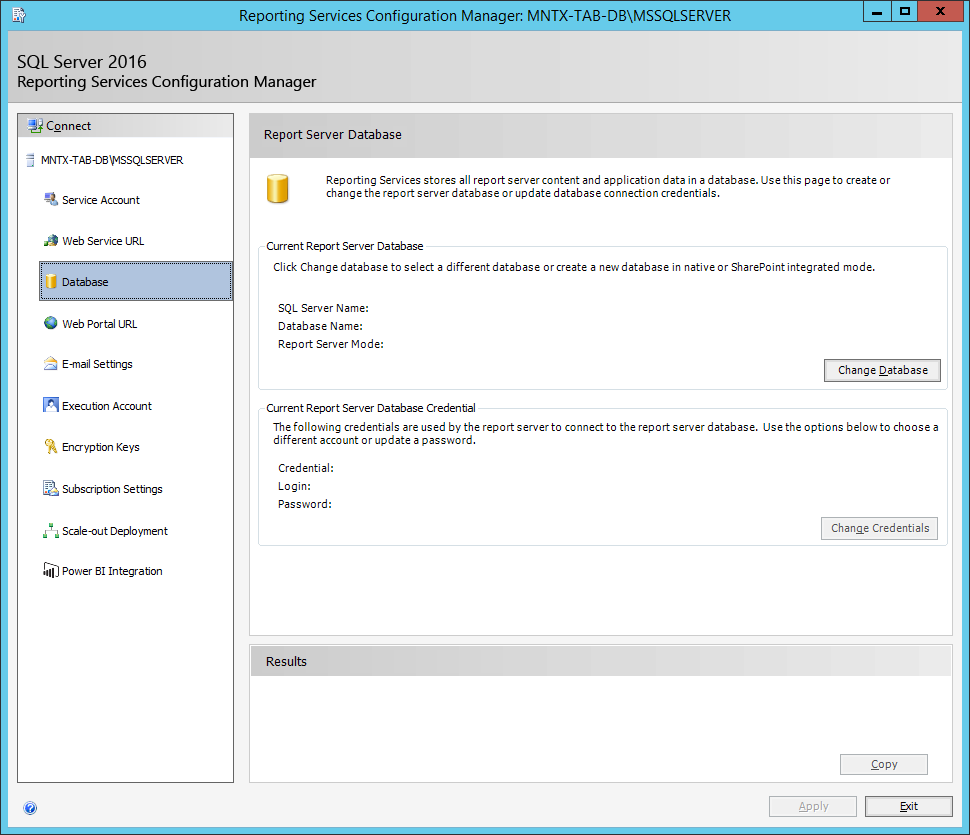 Reporting Services Configuration Manager: MNTX-TAB-DB\MSSQLSERVER
SQL Server 2016
Reporting Services Configuration Manager
Connect
MNTX-TAB-DB\MSSQLSERVER
Service Account
Web Service URL
Database
Web Portal URL
E-mail Settings
Execution Account
Encryption Keys
Subscription Settings
Scale-out Deployment
Power BI Integration
Report Server Database
Reporting Services stores all report server content and application data in a database. Use this page to create or
change the report server database or update database connection credentials.
Current Report Server Database
Click Change database to select a different database or create a new database in native or SharePoint integrated mode.
SQL Server Name:
Database Name:
Report Server Mode:
Change Database
Current Report Server Database Credential
The following credentials are used by the report server to connect to the report server database. Use the options below to choose a
different account or update a password.
Credential:
Login:
Password:
Change Credentials
Results
Copy
Apply
Exit